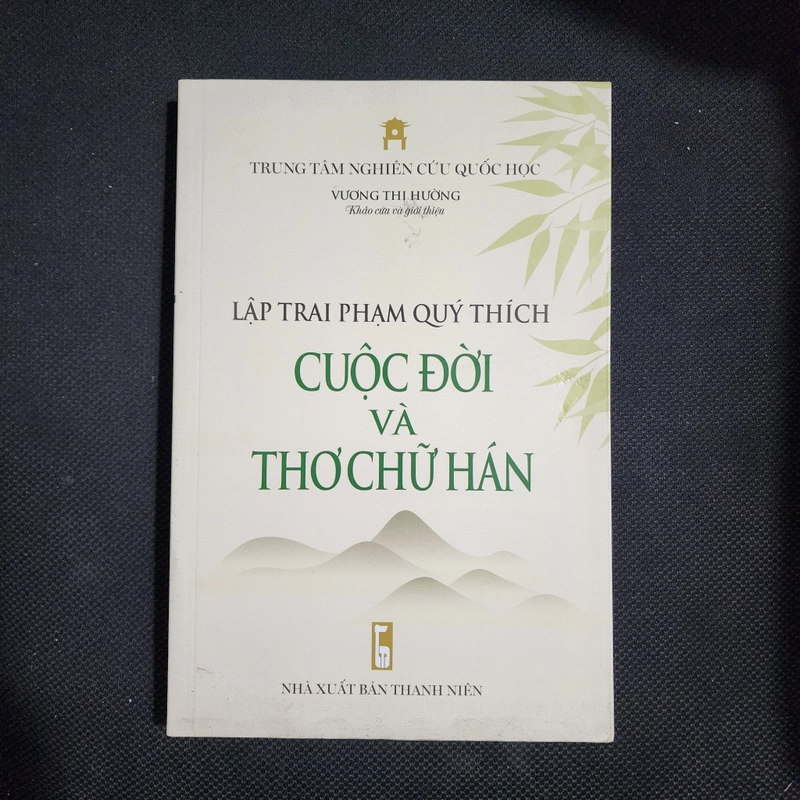 TRUNG TÂM NGHIÊN CỨU QUỐC HỌC
VƯƠNG THỊ HƯỜNG
Khảo cứu và giới thiệu
LẬP TRAI PHẠM QUÝ THÍCH
CUỘC ĐỜI
VÀ
THƠ CHỮ HÁN
NHÀ XUẤT BẢN THANH NIÊN